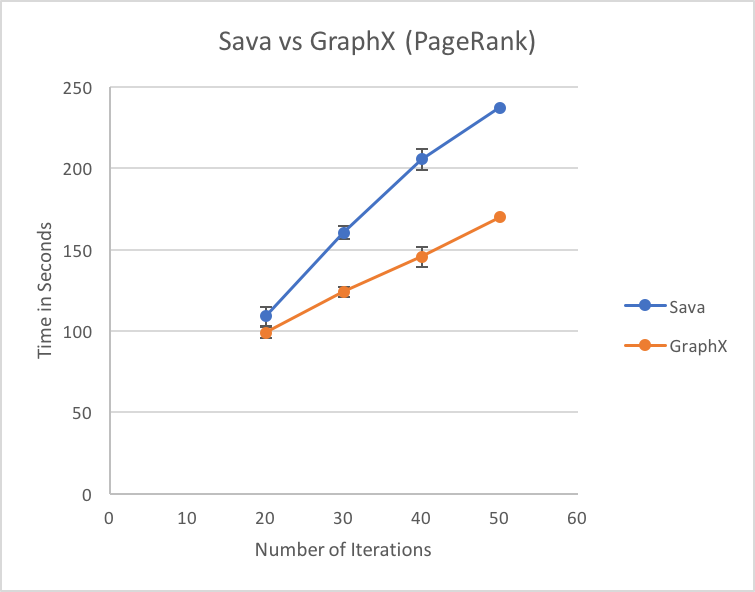 Sava vs GraphX (PageRank)
250
200
150
100
50
0
Time in Seconds
0 10 20 30 40 50 60
Number of Iterations
Sava
GraphX